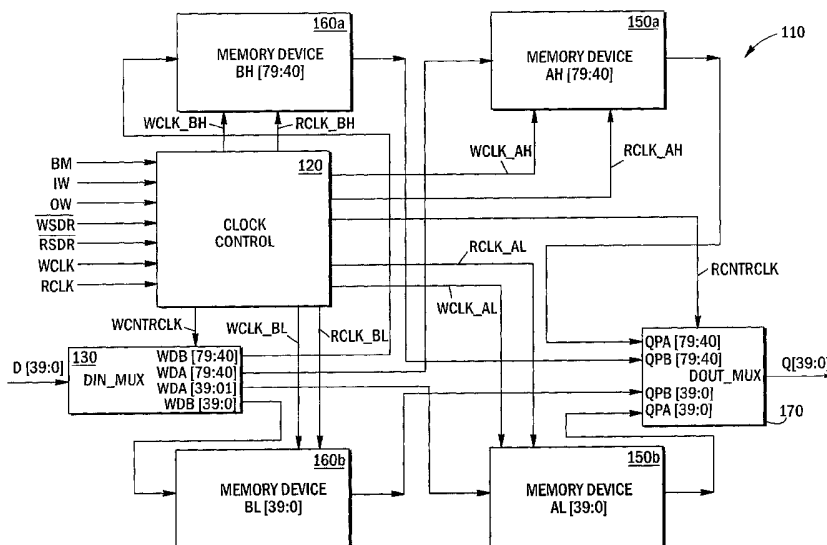 160a
MEMORY DEVICE
BH [79:40]
150a
MEMORY DEVICE
AH [79:40]
110
WCLK_BH
RCLK_BH
WCLK_AH
RCLK_AH
BM
IW
OW
WSDR
RSDR
WCLK
RCLK
120
CLOCK
CONTROL
RCLK_AL
WCLK_AL
RCNTRCLK
WCNTRCLK
WCLK_BL
RCLK_BL
D [39:0]
130
DIN_MUX
WDB [79:40]
WDA [79:40]
WDA [39:01]
WDB [39:0]
QPA [79:40]
QPB [79:40]
DOUT_MUX
QPB [39:0]
QPA [39:0]
Q[39:0]
170
160b
MEMORY DEVICE
BL [39:0]
150b
MEMORY DEVICE
AL [39:0]